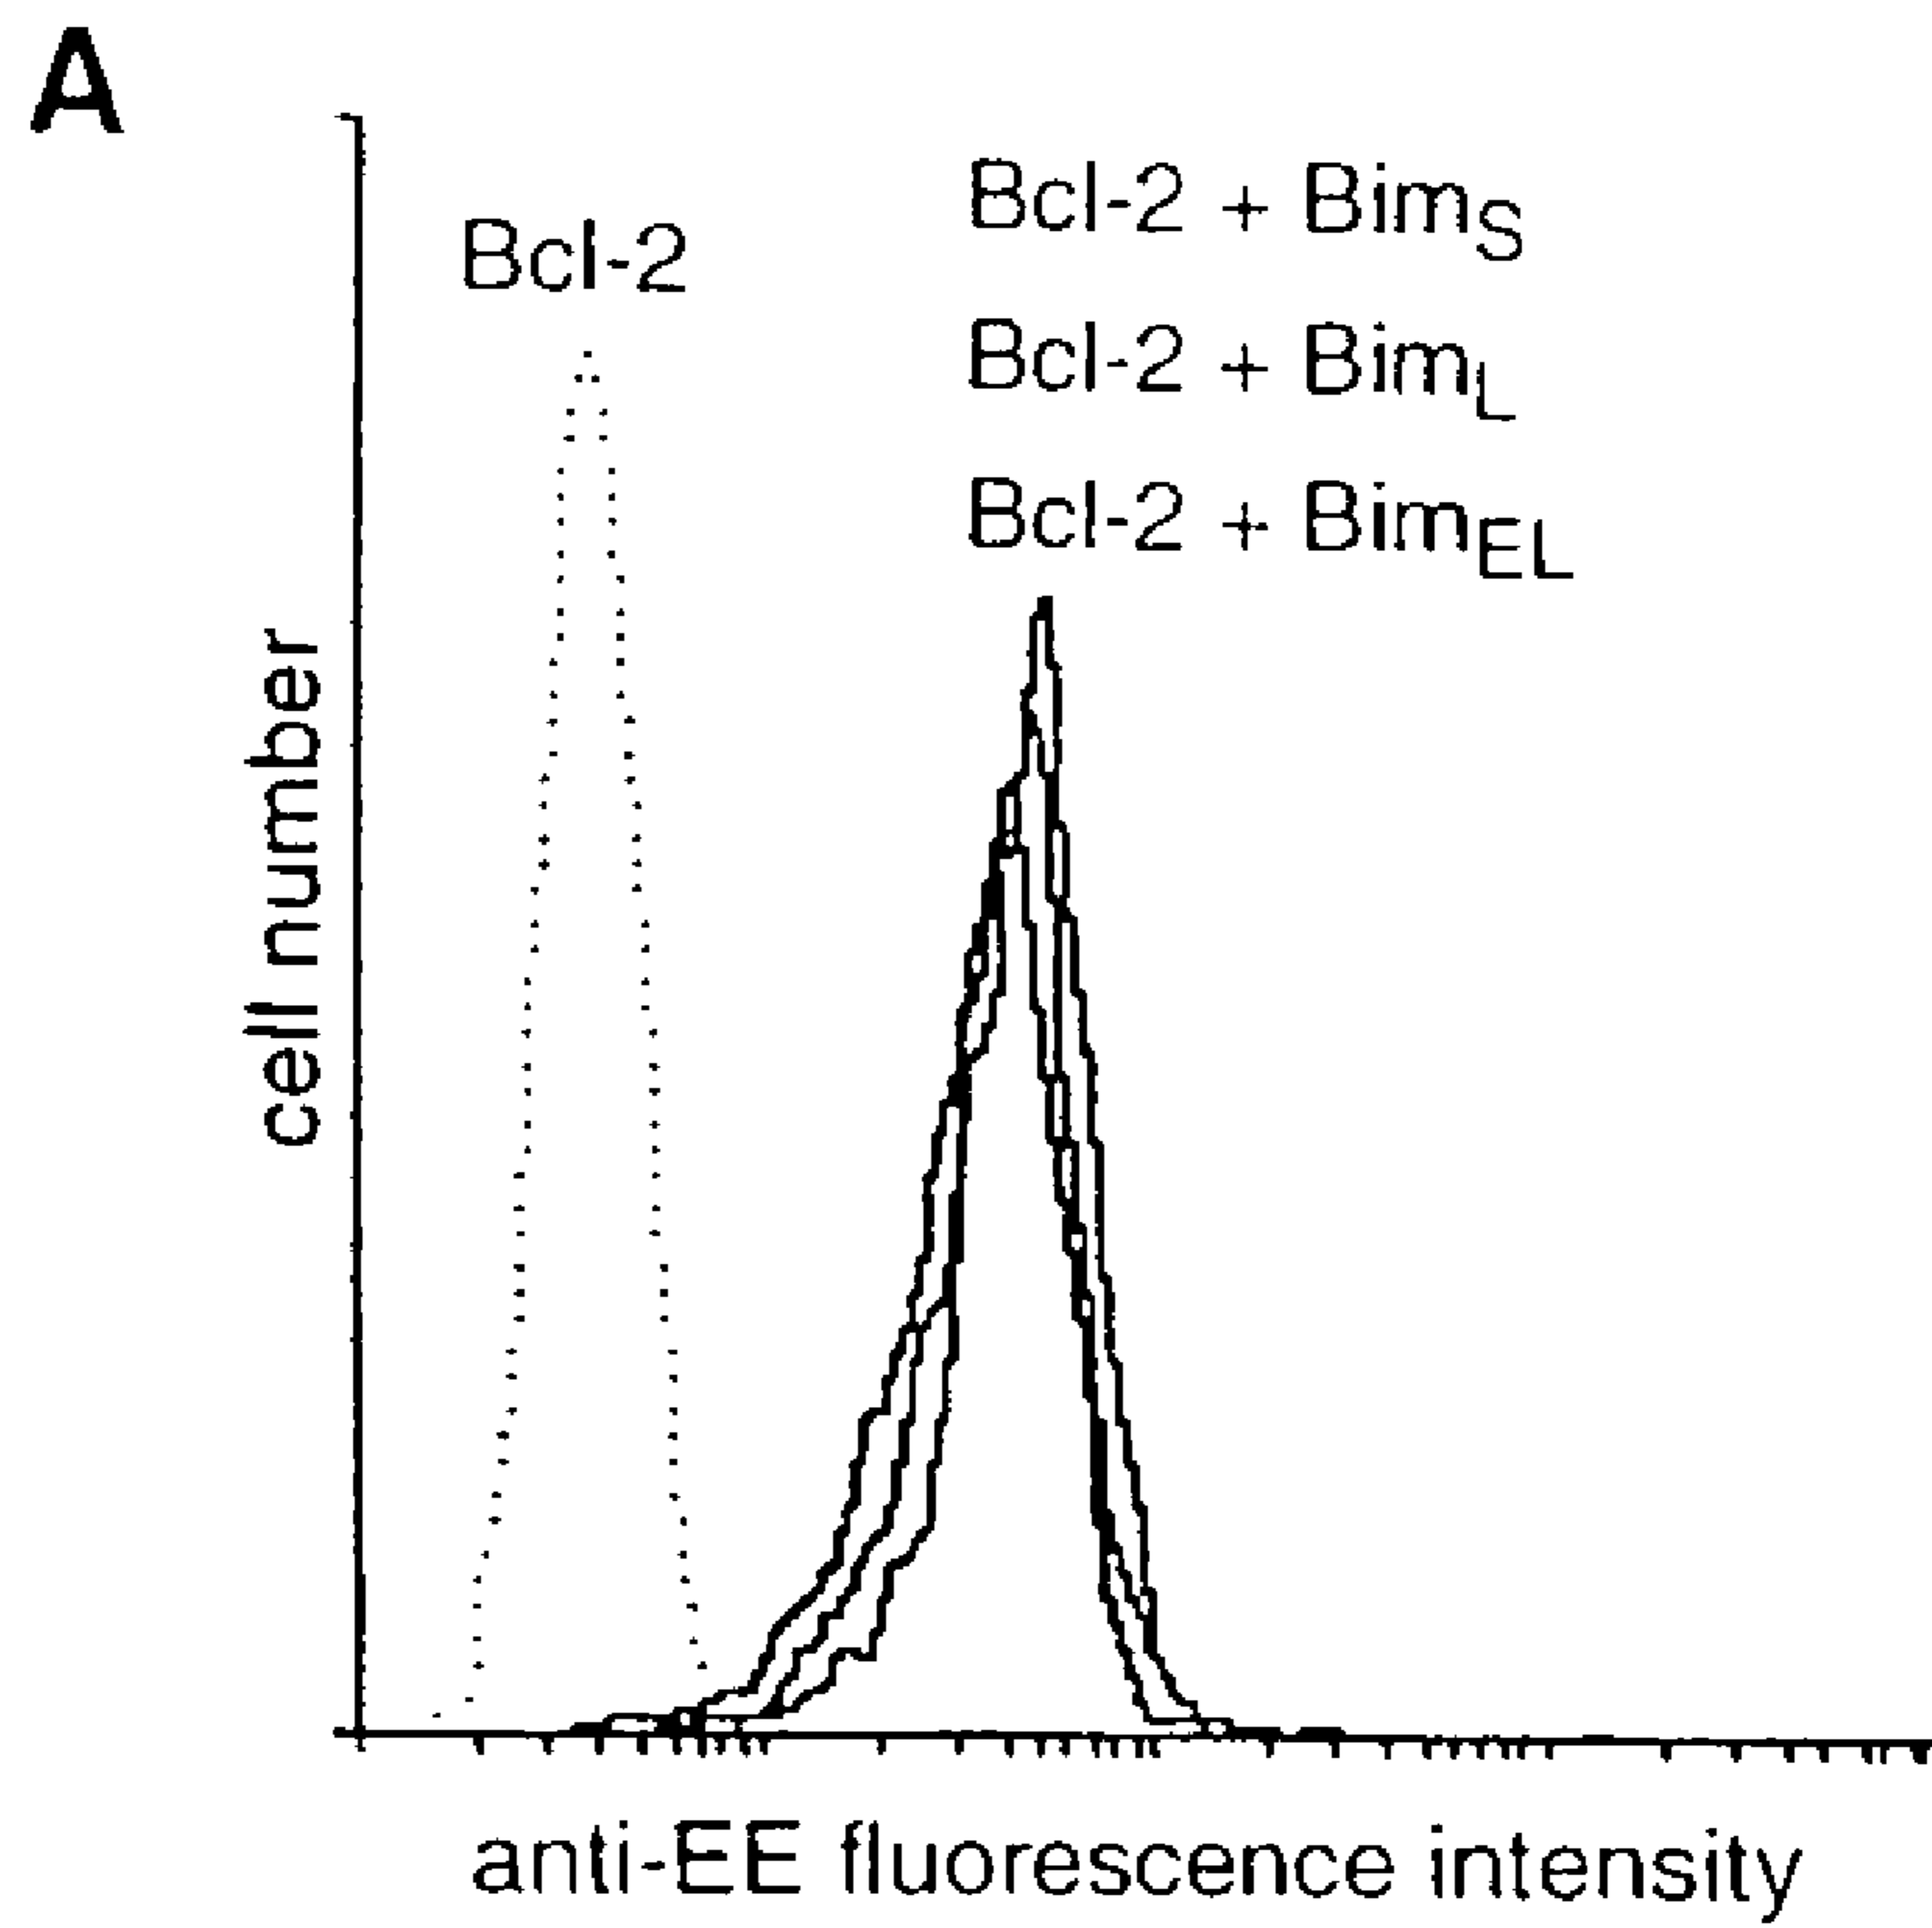 A
Bcl-2
Bcl-2 + BimS
Bcl-2 + BimL
Bcl-2 + BimEL
cell number
anti-EE fluorescence intensity